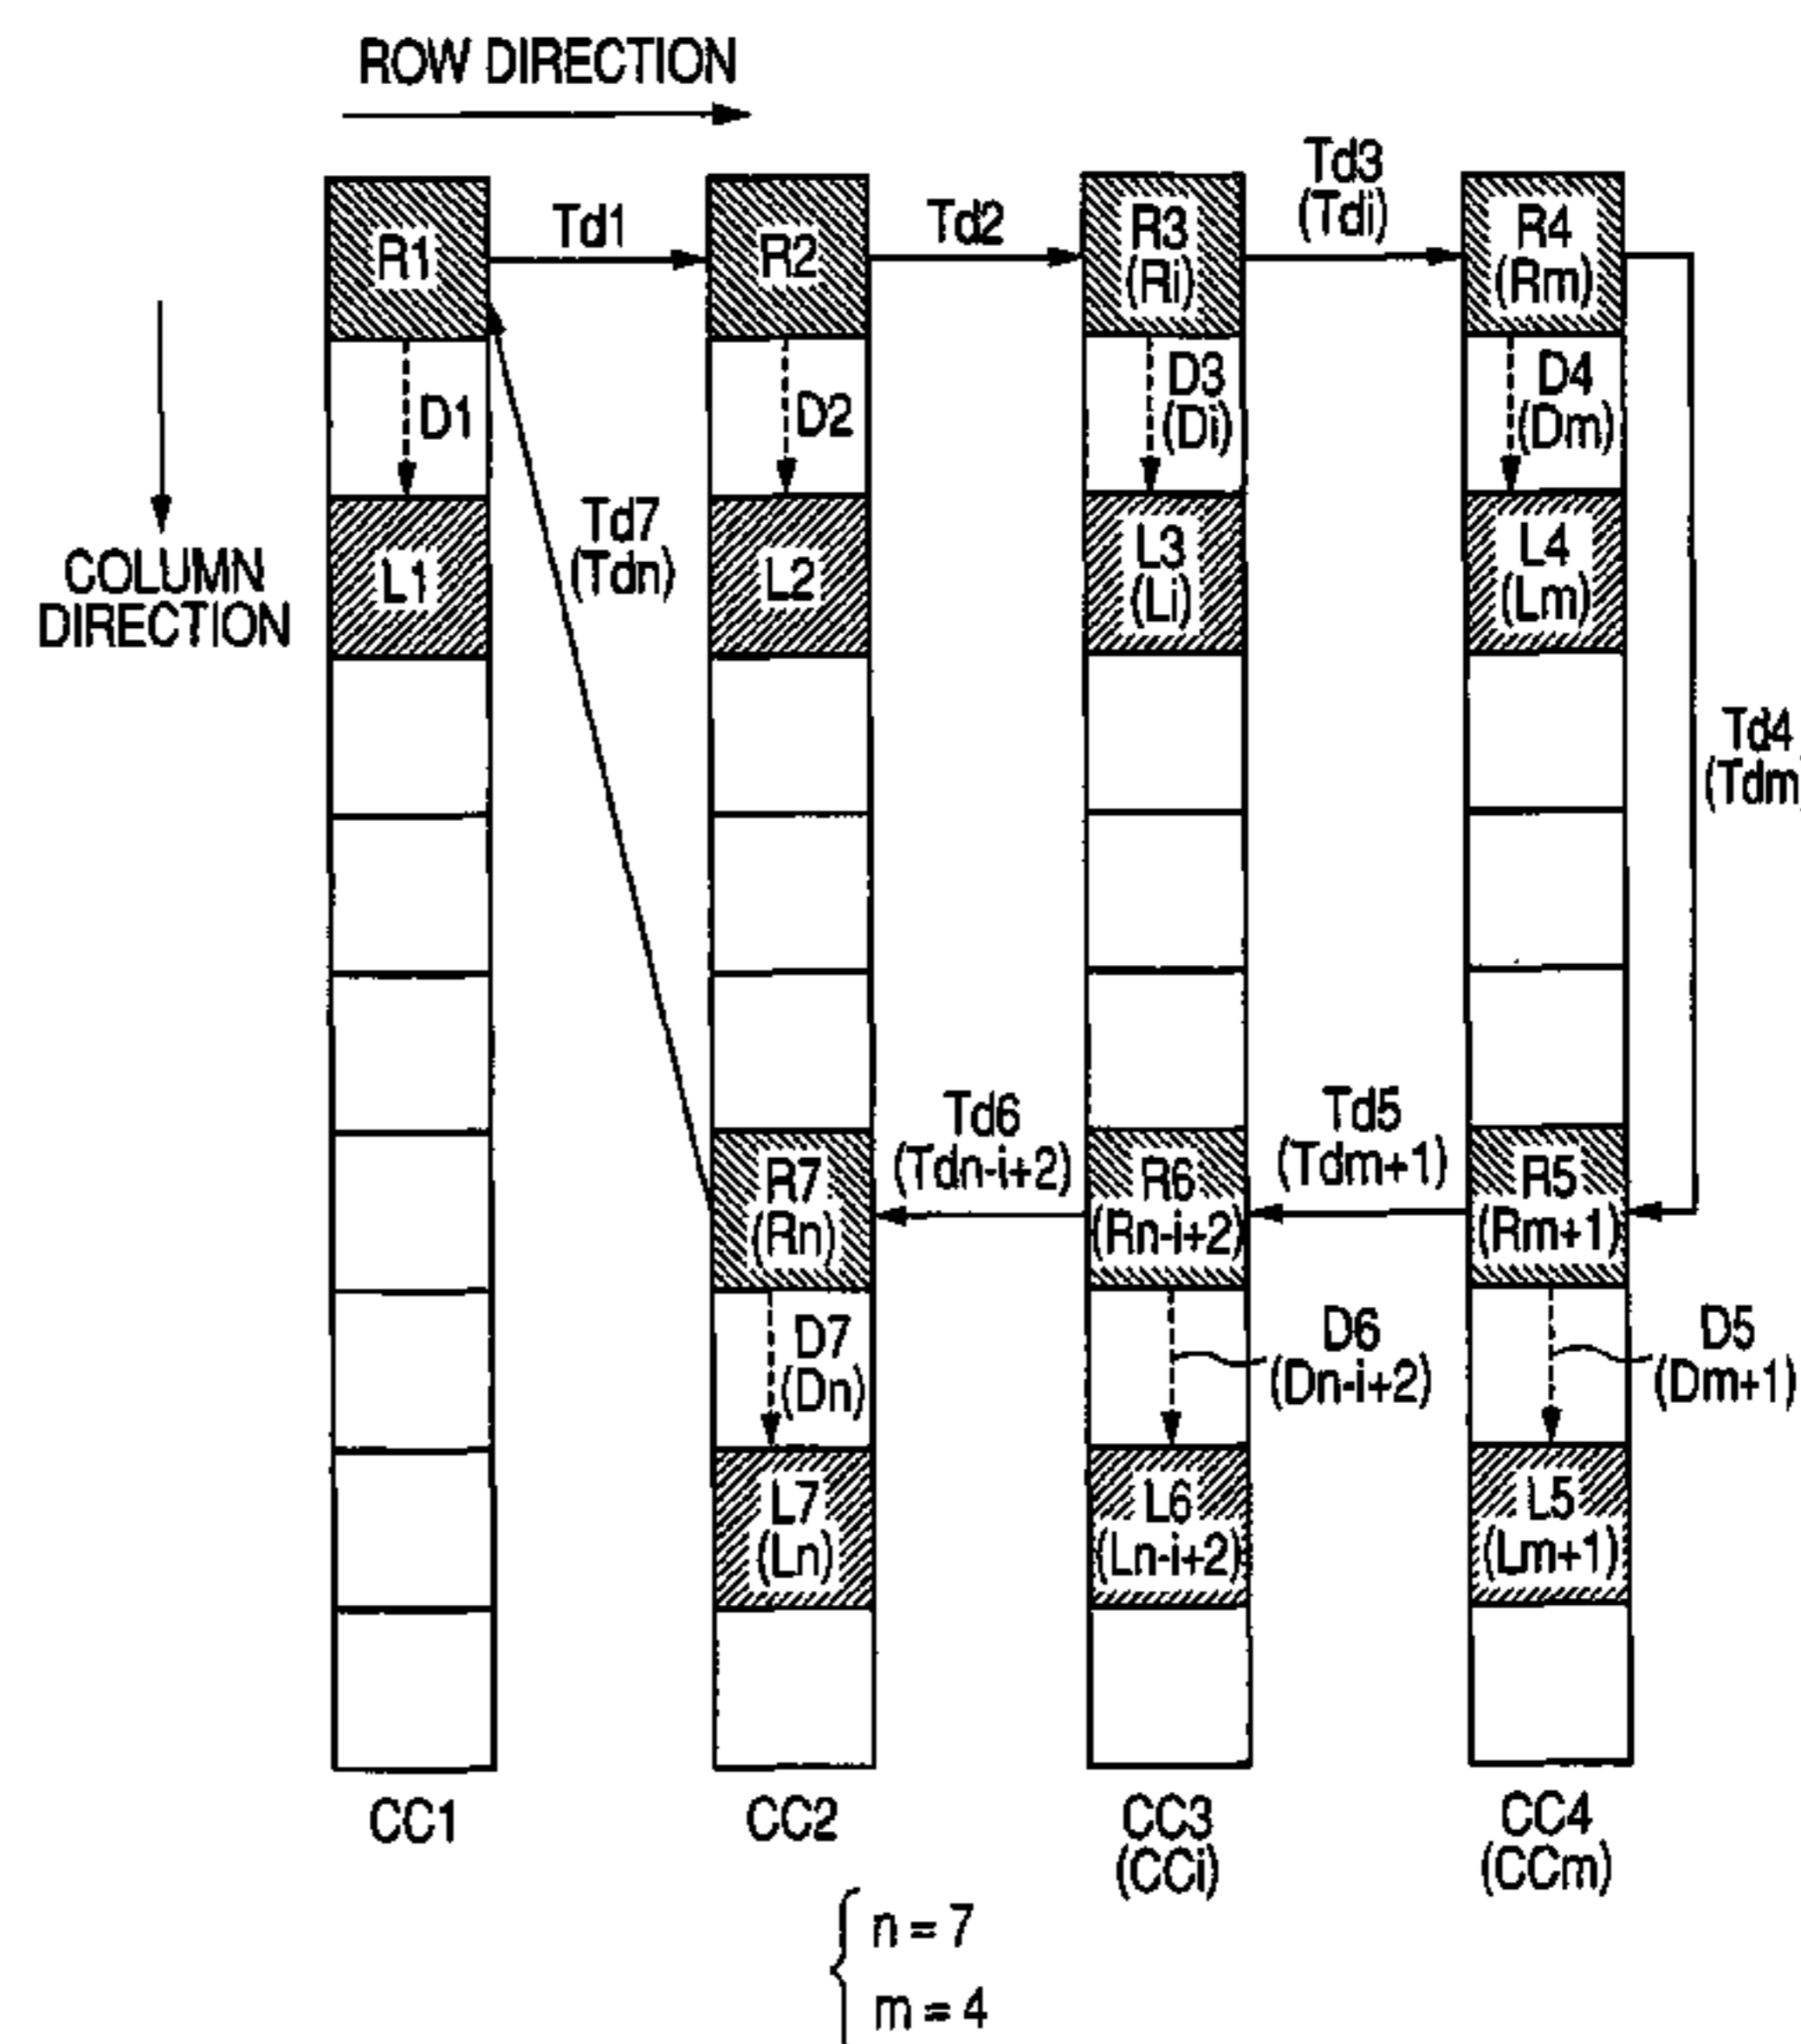 ROW DIRECTION
Td3
(Tdi)
Td1
Td2
R1
R2
R3
(Ri)
R4
(Rm)
D1
D2
D3
(Di)
D4
(Dm)
Td7
(Tdn)
COLUMN
DIRECTION
L1
L2
L3
(Li)
L4
(Lm)
Td4
(Tdm)
Td6
(Tdn-i+2)
Td5
(Tdm+1)
R7
(Rn)
R6
(Rn-i+2)
R5
(Rm+1)
D7
(Dn)
D6
(Dn-i+2)
D5
(Dm+1)
L7
(Ln)
L6
(Ln-i+2)
L5
(Lm+1)
CC1
CC2
CC3
(CCi)
CC4
(CCm)
n = 7
m = 4